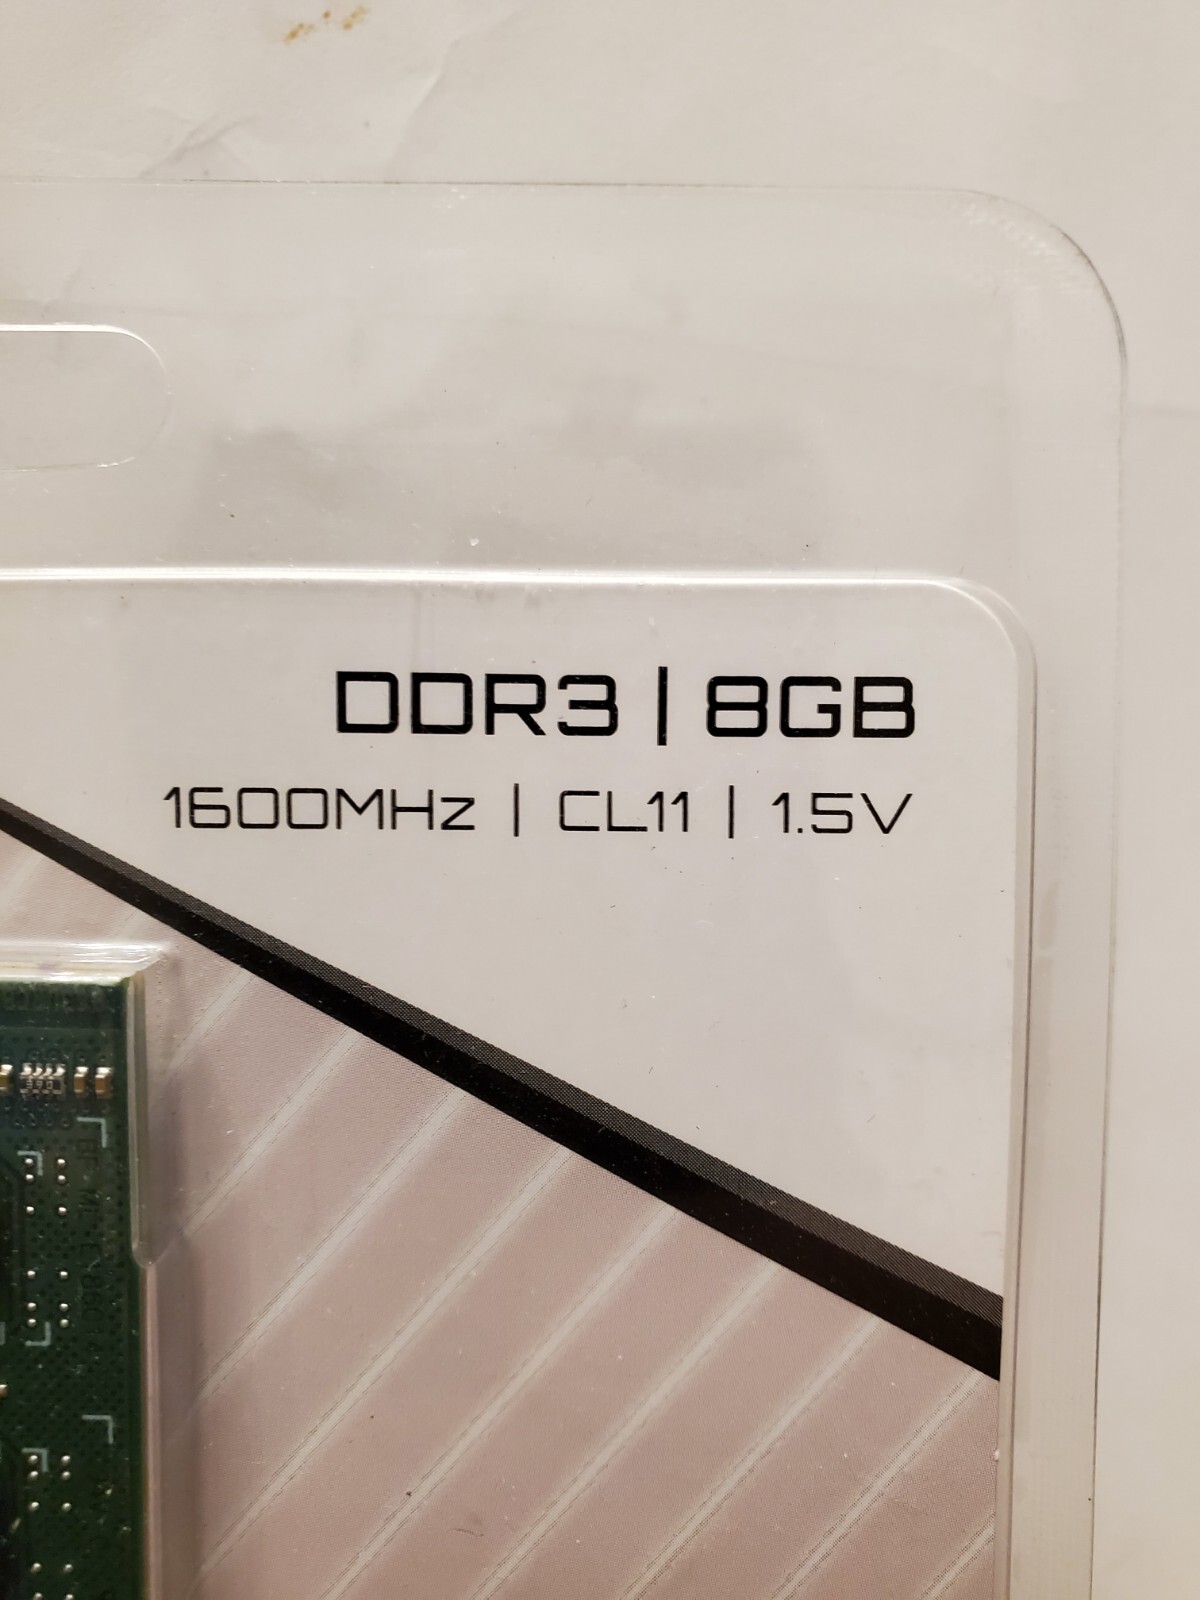 DDR3 | 8GB
1600MHz | CL11 | 1.5V